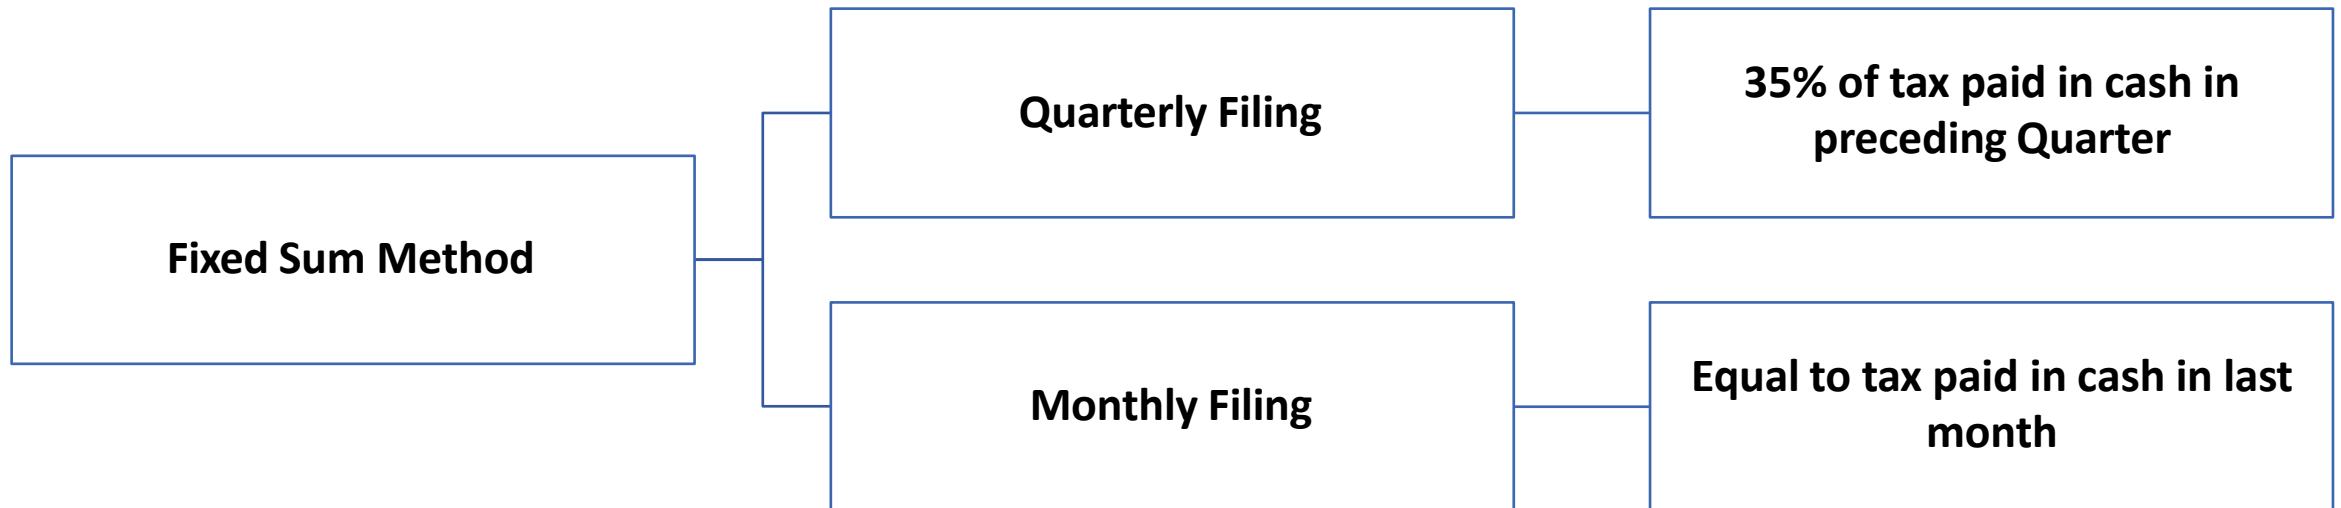 Fixed Sum Method
Quarterly Filing
35% of tax paid in cash in
preceding Quarter
Monthly Filing
Equal to tax paid in cash in last
month